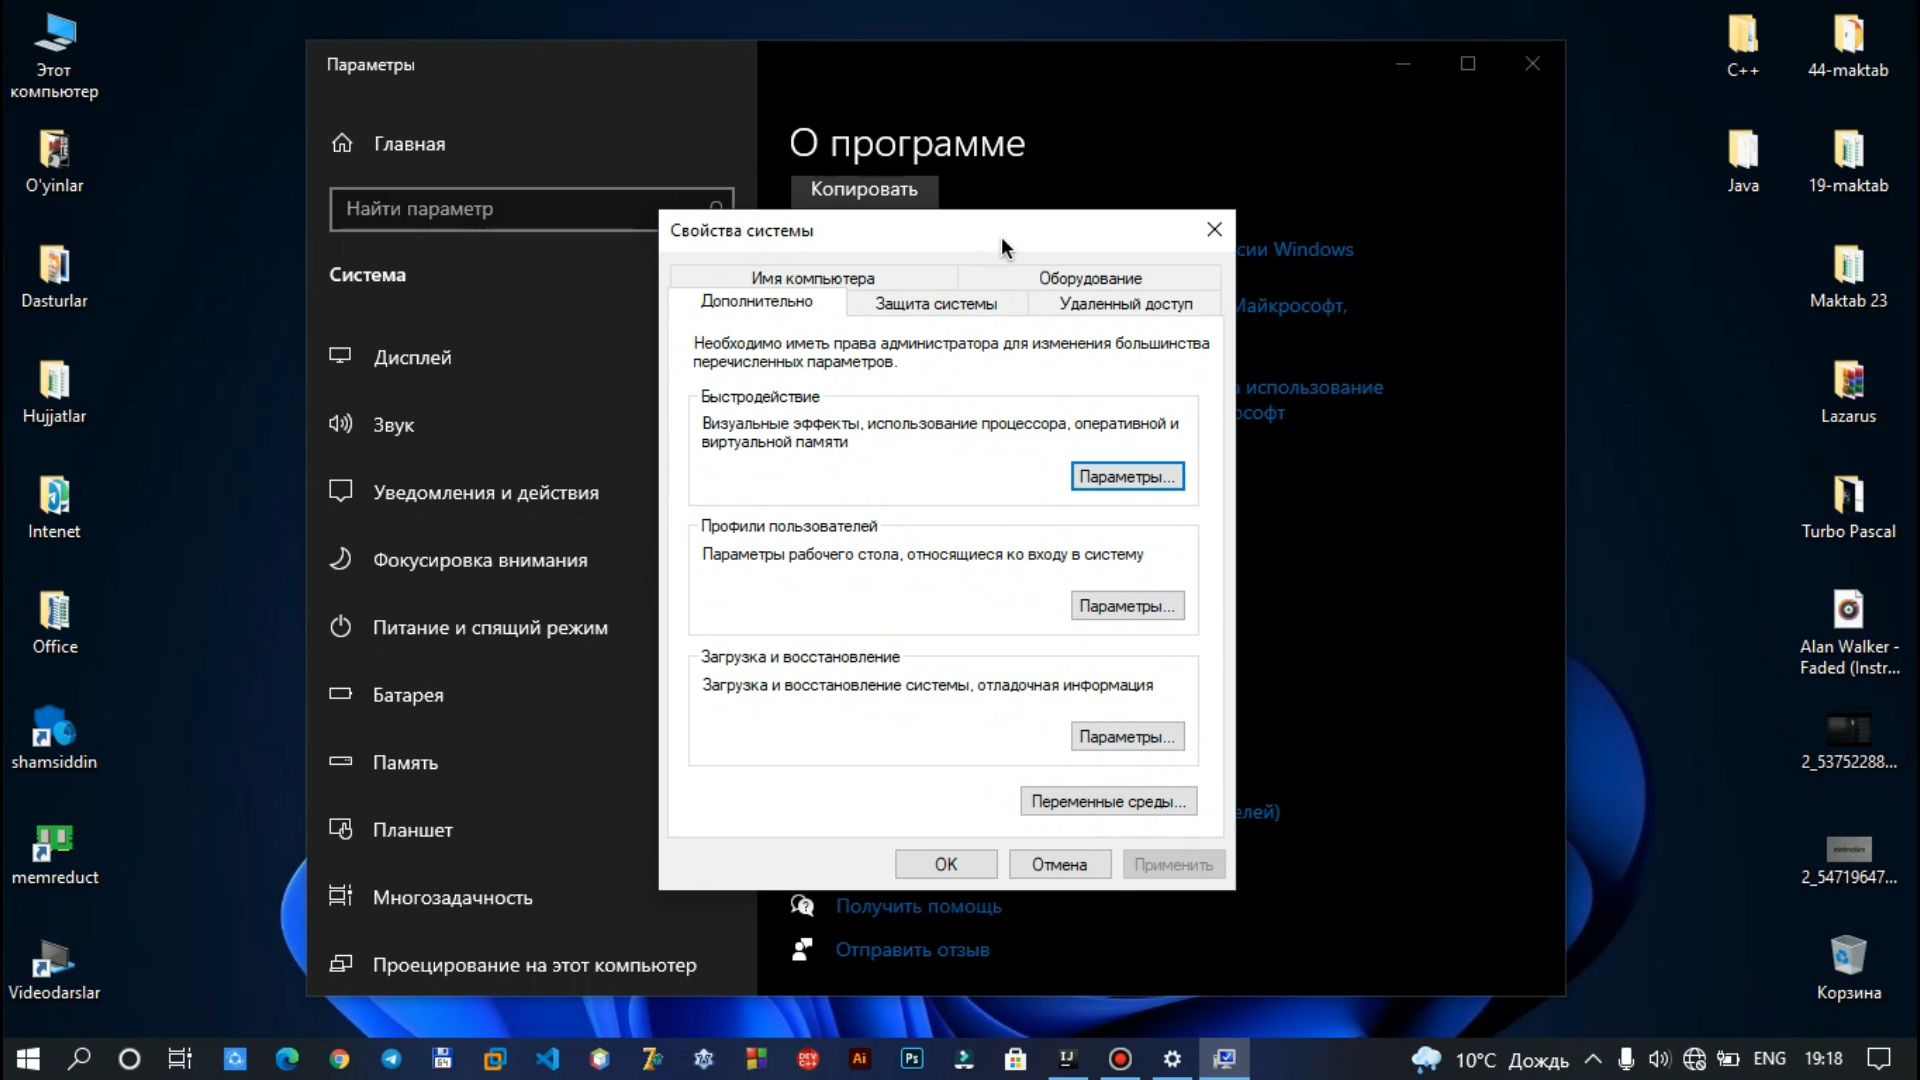 Этот
компьютер
O'yinlar
Dasturlar
Hujjatlar
Intenet
Office
shamsiddin
memreduct
Videodarslar
Параметры
Главная
Найти параметр
Система
Дисплей
Звук
Уведомления и действия
Фокусировка внимания
Питание и спящий режим
Батарея
Память
Планшет
Многозадачность
Проецирование на этот компьютер
О программе
Копировать
сии Windows
Майкрософт,
использование
ософт
елей)
Получить помощь
Отправить отзыв
Свойства системы
Имя компьютера
Оборудование
Дополнительно
Защита системы
Удаленный доступ
Необходимо иметь права администратора для изменения большинства
перечисленных параметров.
Быстродействие
Визуальные эффекты, использование процессора, оперативной и
виртуальной памяти
Параметры...
Профили пользователей
Параметры рабочего стола, относящиеся ко входу в систему
Параметры...
Загрузка и восстановление
Загрузка и восстановление системы, отладочная информация
Параметры...
Переменные среды...
ОК
Отмена
Применить
C++
44-maktab
Java
19-maktab
Maktab 23
Lazarus
Turbo Pascal
Alan Walker -
Faded (Instr...
2_53752288...
2_54719647...
Корзина
64
DEV
C++
Ai
Ps
IJ
10°C Дождь
ENG
19:18